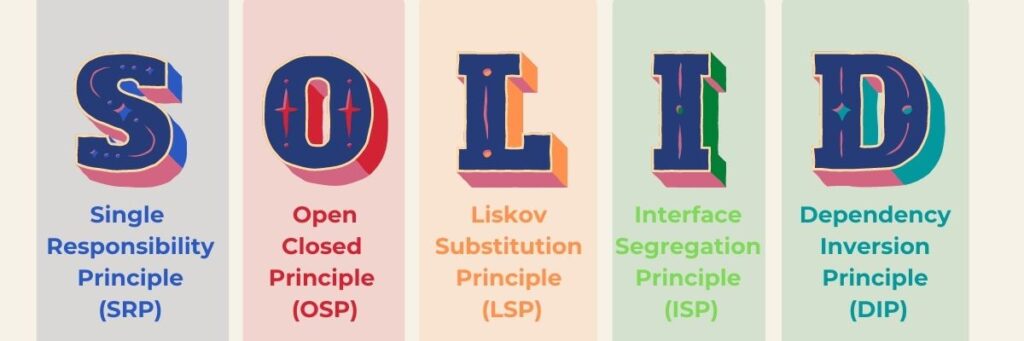 SOLID
Single
Responsibility
Principle
(SRP)
Open
Closed
Principle
(OSP)
Liskov
Substitution
Principle
(LSP)
Interface
Segregation
Principle
(ISP)
Dependency
Inversion
Principle
(DIP)